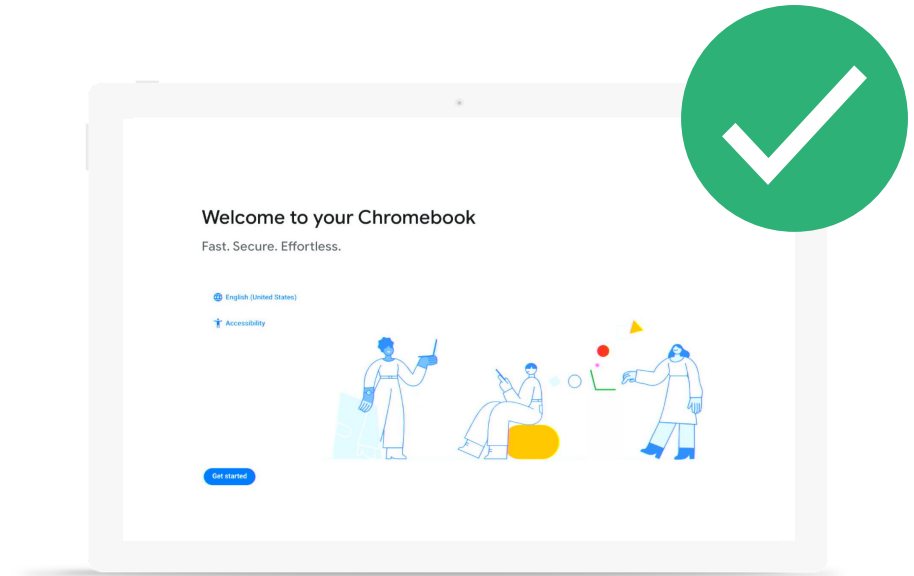 Welcome to your Chromebook
Fast. Secure. Effortless.
English (United States)
Accessibility
Get started